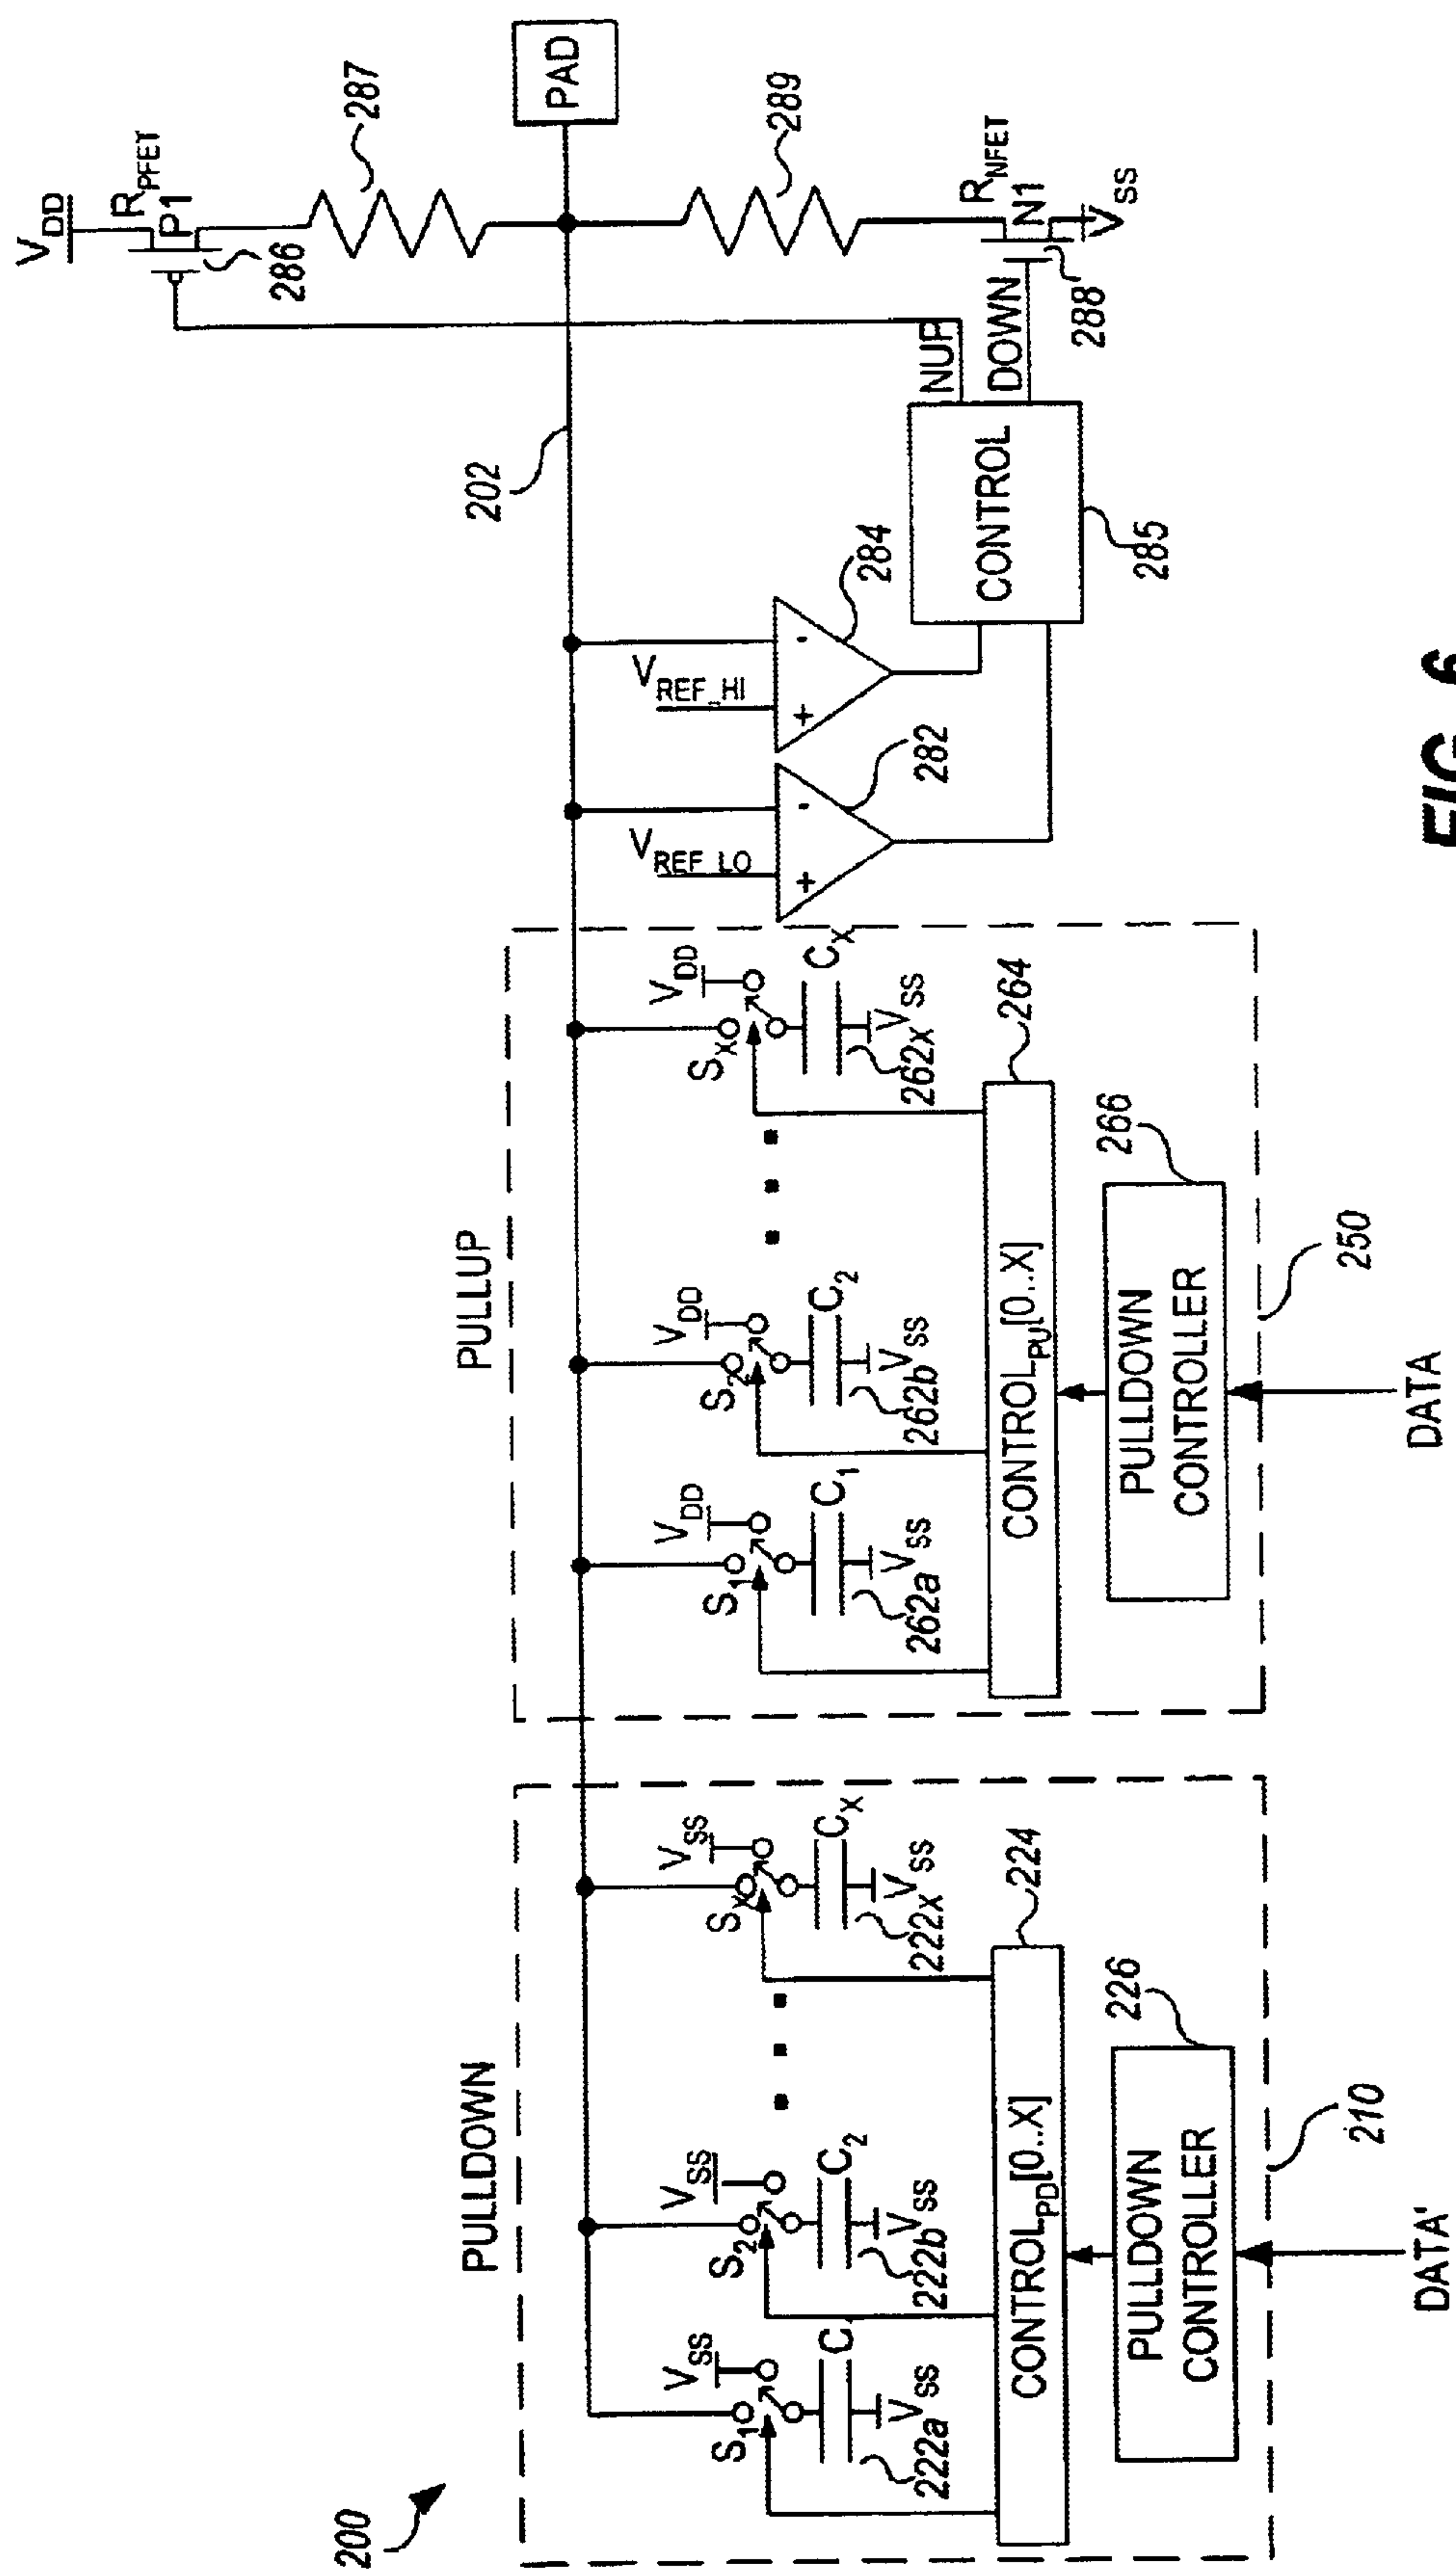 200
PULLDOWN
PULLUP
202
PAD
V_DD
R_PFET
P1
286
287
289
R_NFET
N1
V_SS
288
NUP
DOWN
CONTROL
285
V_REF_LO
+
-
282
V_REF_HI
+
-
284
V_SS
S_1
C
V_SS
222a
V_SS
S_2
C_2
V_SS
222b
V_SS
S_X
C_X
V_SS
222x
CONTROL_PD[0..X]
224
PULLDOWN
CONTROLLER
226
210
DATA'
V_DD
S_1
C_1
V_SS
262a
V_DD
S_2
C_2
V_SS
262b
V_DD
S_X
C_X
V_SS
262x
CONTROL_PU[0..X]
264
PULLDOWN
CONTROLLER
266
250
DATA
FIG. 6